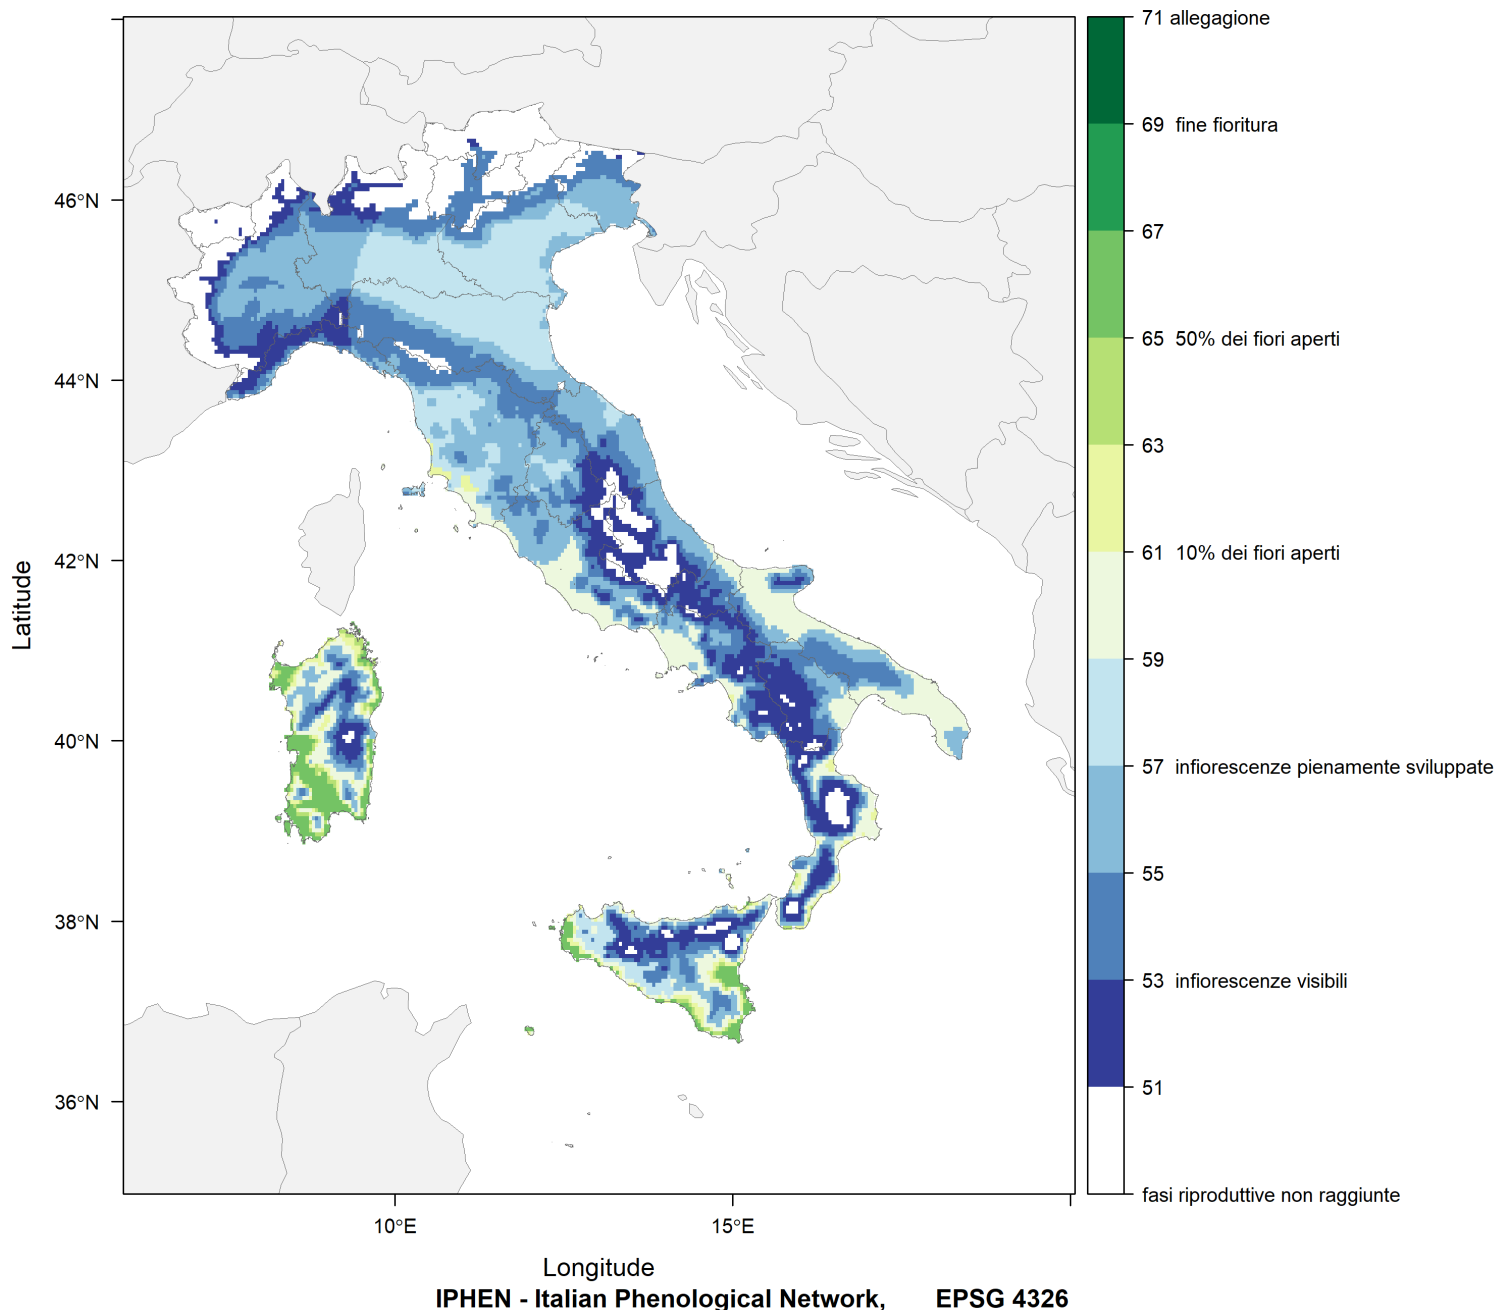 71 allegagione
69 fine fioritura
67
65 50% dei fiori aperti
63
61 10% dei fiori aperti
59
57 infiorescenze pienamente sviluppate
55
53 infiorescenze visibili
51
fasi riproduttive non raggiunte
46°N
44°N
42°N
40°N
38°N
36°N
Latitude
10°E 15°E
Longitude
IPHEN - Italian Phenological Network, EPSG 4326